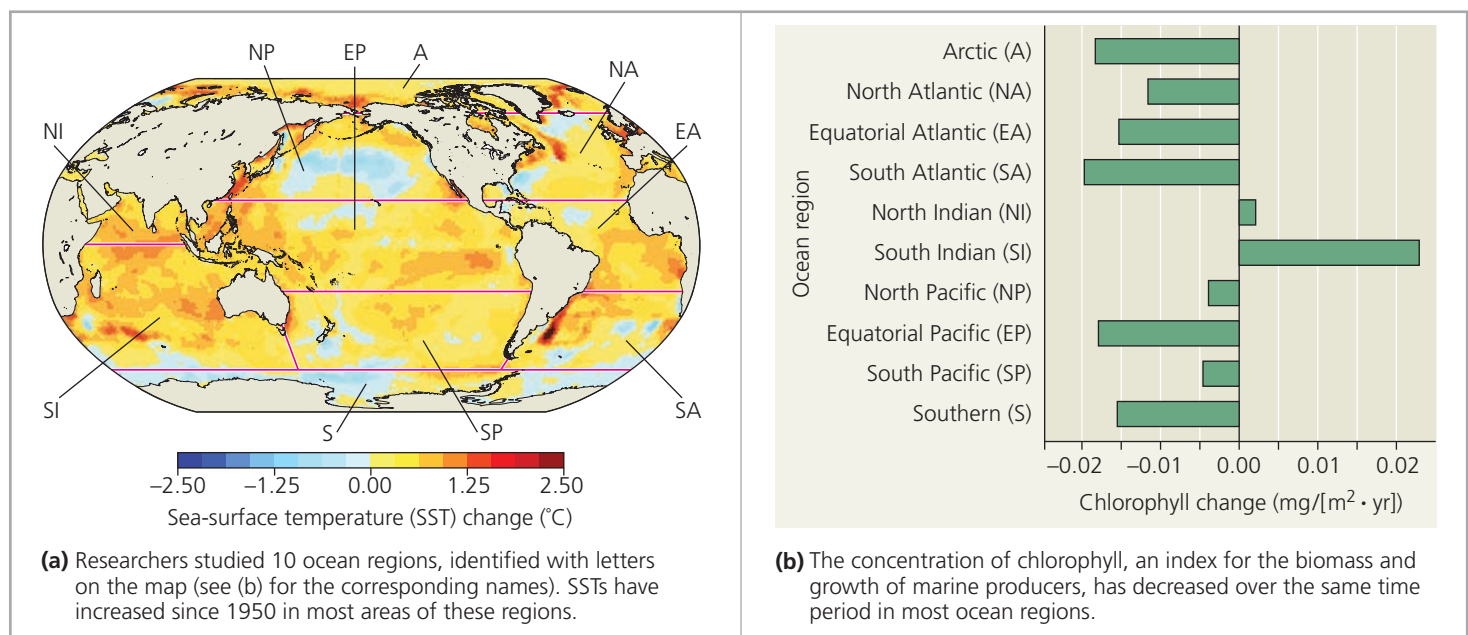 NP
EP
A
NA
NI
EA
SI
S
SP
SA
−2.50 −1.25 0.00 1.25 2.50
Sea-surface temperature (SST) change (°C)
(a) Researchers studied 10 ocean regions, identified with letters
on the map (see (b) for the corresponding names). SSTs have
increased since 1950 in most areas of these regions.
Ocean region
Arctic (A)
North Atlantic (NA)
Equatorial Atlantic (EA)
South Atlantic (SA)
North Indian (NI)
South Indian (SI)
North Pacific (NP)
Equatorial Pacific (EP)
South Pacific (SP)
Southern (S)
−0.02 −0.01 0.00 0.01 0.02
Chlorophyll change (mg/[m² · yr])
(b) The concentration of chlorophyll, an index for the biomass and
growth of marine producers, has decreased over the same time
period in most ocean regions.